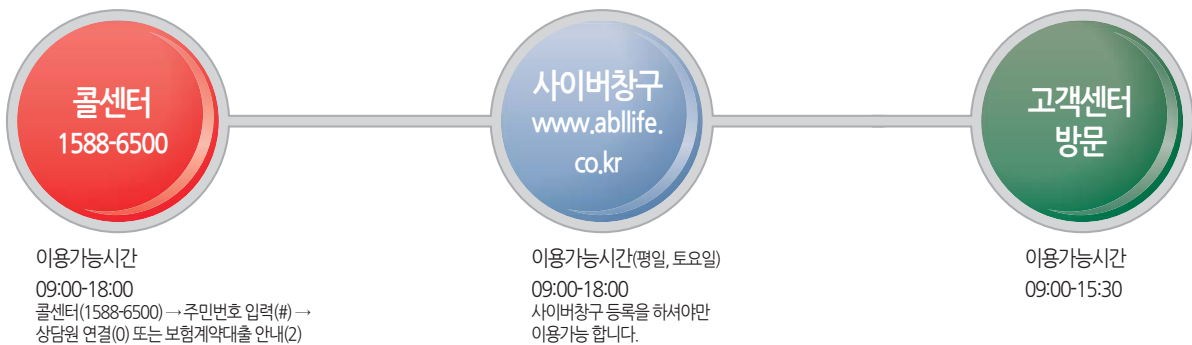 콜센터
1588-6500
이용가능시간
09:00-18:00
콜센터(1588-6500) → 주민번호 입력(#) →
상담원 연결(0) 또는 보험계약대출 안내(2)
사이버창구
www.abllife.
co.kr
이용가능시간(평일, 토요일)
09:00-18:00
사이버창구 등록을 하셔야만
이용가능 합니다.
고객센터
방문
이용가능시간
09:00-15:30